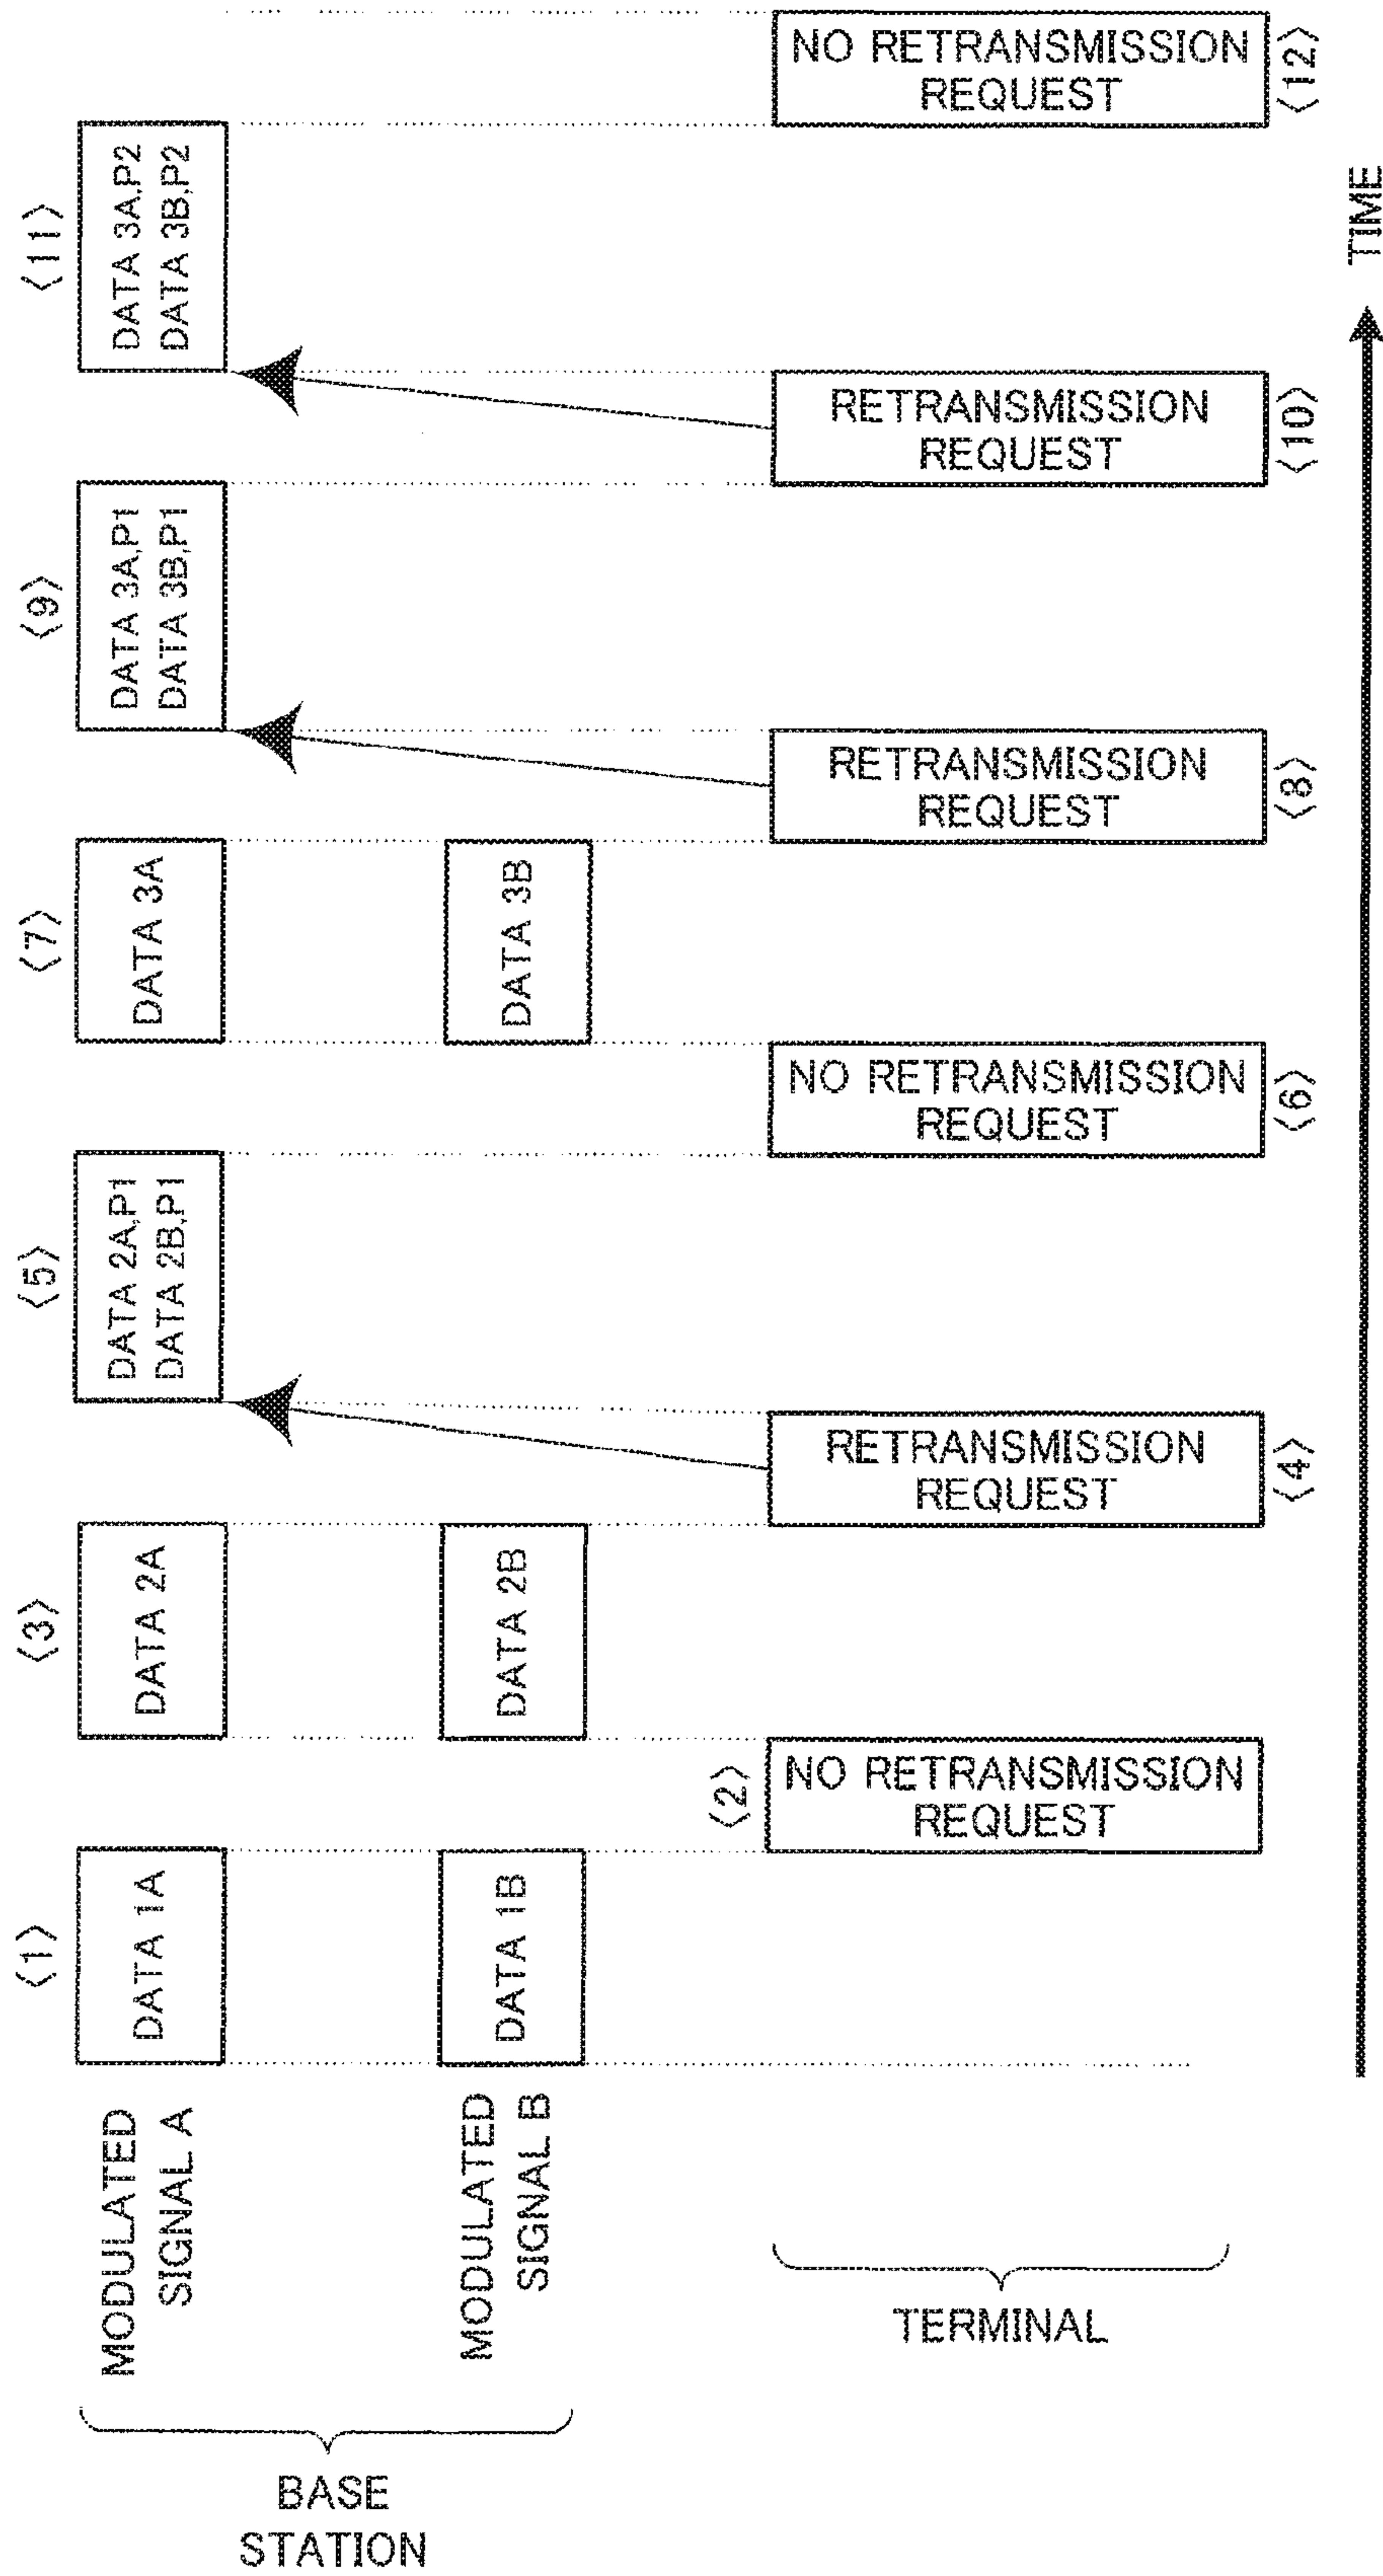 BASE
STATION
MODULATED
SIGNAL A
MODULATED
SIGNAL B
TERMINAL
<1>
DATA 1A
DATA 1B
<2>
NO RETRANSMISSION
REQUEST
<3>
DATA 2A
DATA 2B
RETRANSMISSION
REQUEST
<4>
<5>
DATA 2A,P1
DATA 2B,P1
NO RETRANSMISSION
REQUEST
<6>
<7>
DATA 3A
DATA 3B
RETRANSMISSION
REQUEST
<8>
<9>
DATA 3A,P1
DATA 3B,P1
RETRANSMISSION
REQUEST
<10>
<11>
DATA 3A,P2
DATA 3B,P2
NO RETRANSMISSION
REQUEST
<12>
TIME